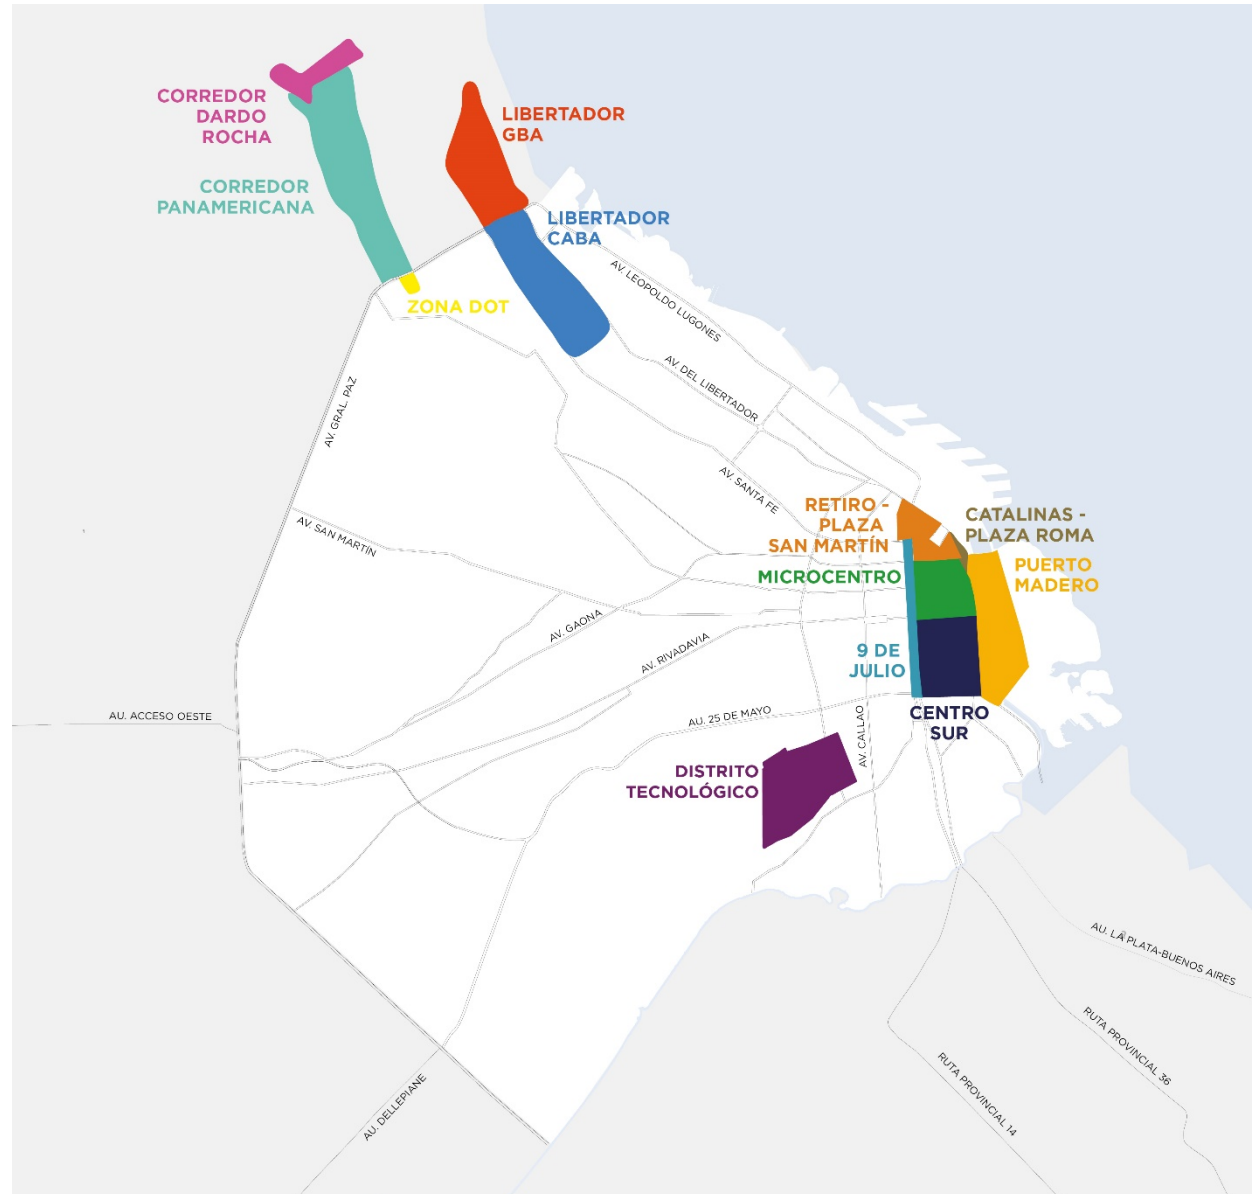 CORREDOR
DARDO
ROCHA
LIBERTADOR
GBA
CORREDOR
PANAMERICANA
LIBERTADOR
CABA
ZONA DOT
AV. LEOPOLDO LUGONES
AV. DEL LIBERTADOR
AV. GRAL. PAZ
AV. SANTA FE
RETIRO -
PLAZA
SAN MARTÍN
CATALINAS -
PLAZA ROMA
AV. SAN MARTÍN
MICROCENTRO
PUERTO
MADERO
AV. GAONA
AV. RIVADAVIA
9 DE
JULIO
AU. ACCESO OESTE
AU. 25 DE MAYO
AV. CALLAO
CENTRO
SUR
DISTRITO
TECNOLÓGICO
AU. LA PLATA-BUENOS AIRES
RUTA PROVINCIAL 36
RUTA PROVINCIAL 14
AU. DELLEPIANE